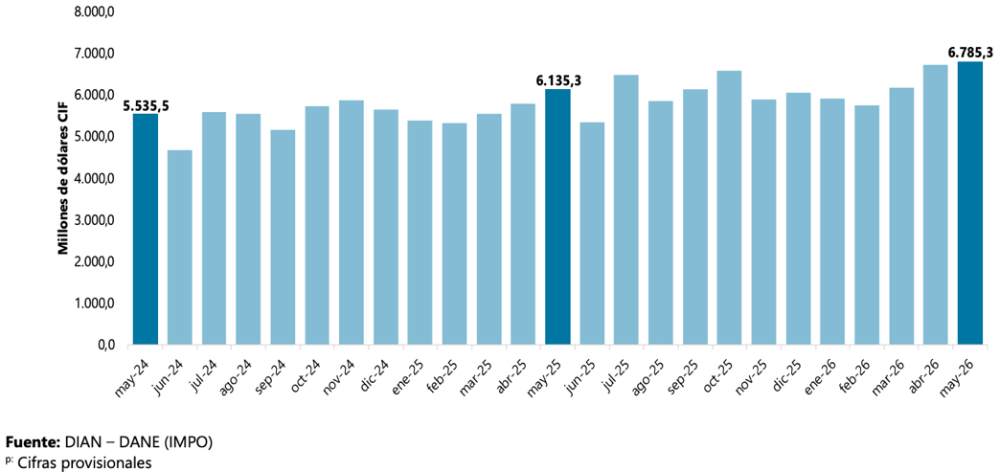 8.000,0
7.000,0
6.000,0
5.000,0
4.000,0
3.000,0
2.000,0
1.000,0
0,0
Millones de dólares CIF
5.535,5
6.135,3
6.785,3
may-24
jun-24
jul-24
ago-24
sep-24
oct-24
nov-24
dic-24
ene-25
feb-25
mar-25
abr-25
may-25
jun-25
jul-25
ago-25
sep-25
oct-25
nov-25
dic-25
ene-26
feb-26
mar-26
abr-26
may-26
Fuente: DIAN – DANE (IMPO)
p: Cifras provisionales